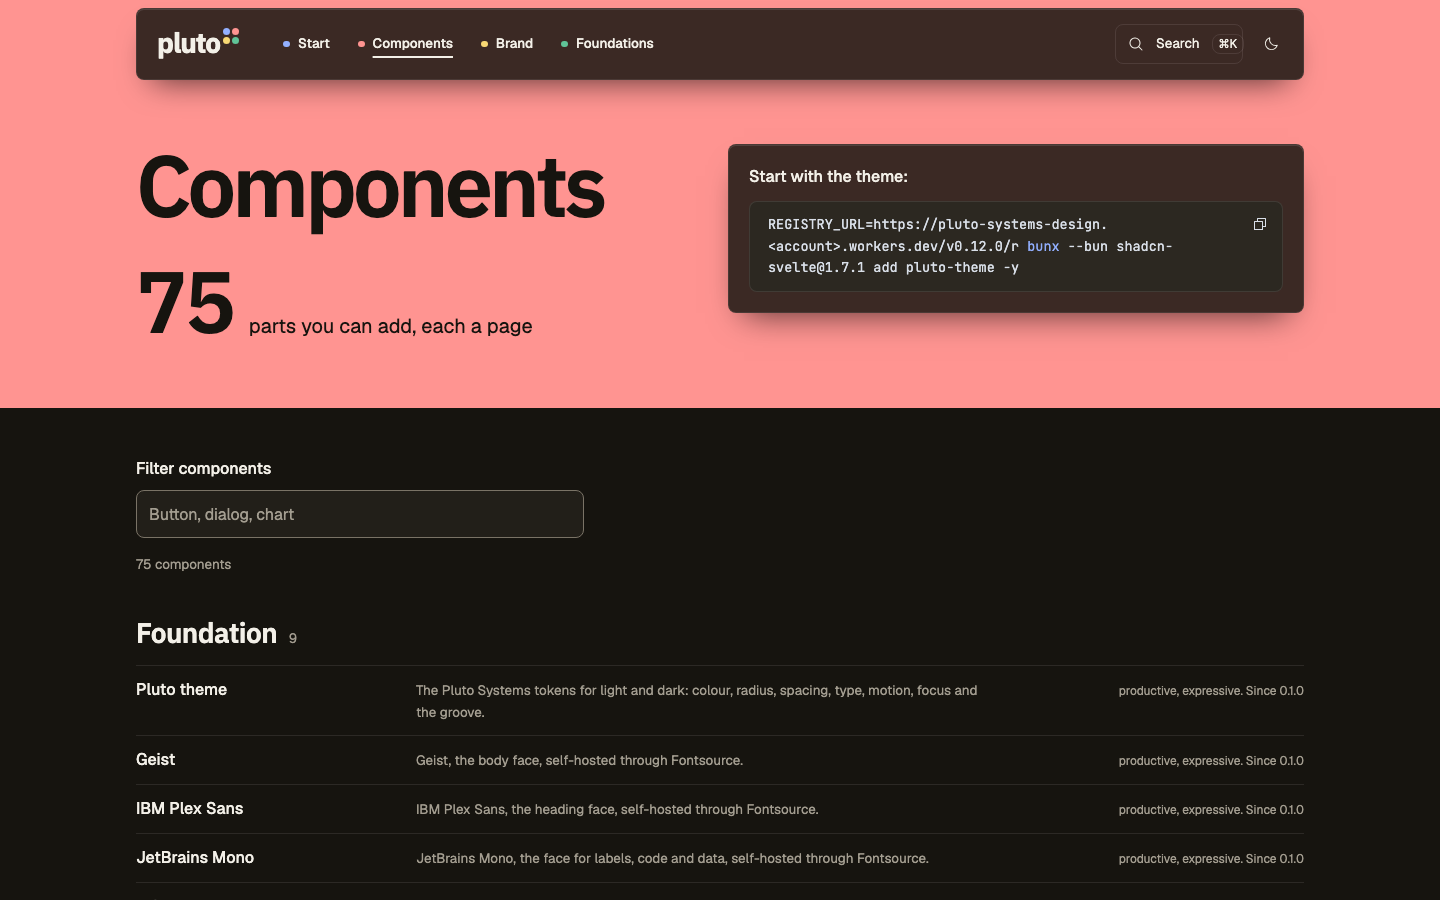 pluto
Start
Components
Brand
Foundations
Search
⌘K
Components
75 parts you can add, each a page
Start with the theme:
REGISTRY_URL=https://pluto-systems-design.
<account>.workers.dev/v0.12.0/r bunx --bun shadcn-
svelte@1.7.1 add pluto-theme -y
Filter components
Button, dialog, chart
75 components
Foundation 9
Pluto theme
The Pluto Systems tokens for light and dark: colour, radius, spacing, type, motion, focus and
the groove.
productive, expressive. Since 0.1.0
Geist
Geist, the body face, self-hosted through Fontsource.
productive, expressive. Since 0.1.0
IBM Plex Sans
IBM Plex Sans, the heading face, self-hosted through Fontsource.
productive, expressive. Since 0.1.0
JetBrains Mono
JetBrains Mono, the face for labels, code and data, self-hosted through Fontsource.
productive, expressive. Since 0.1.0